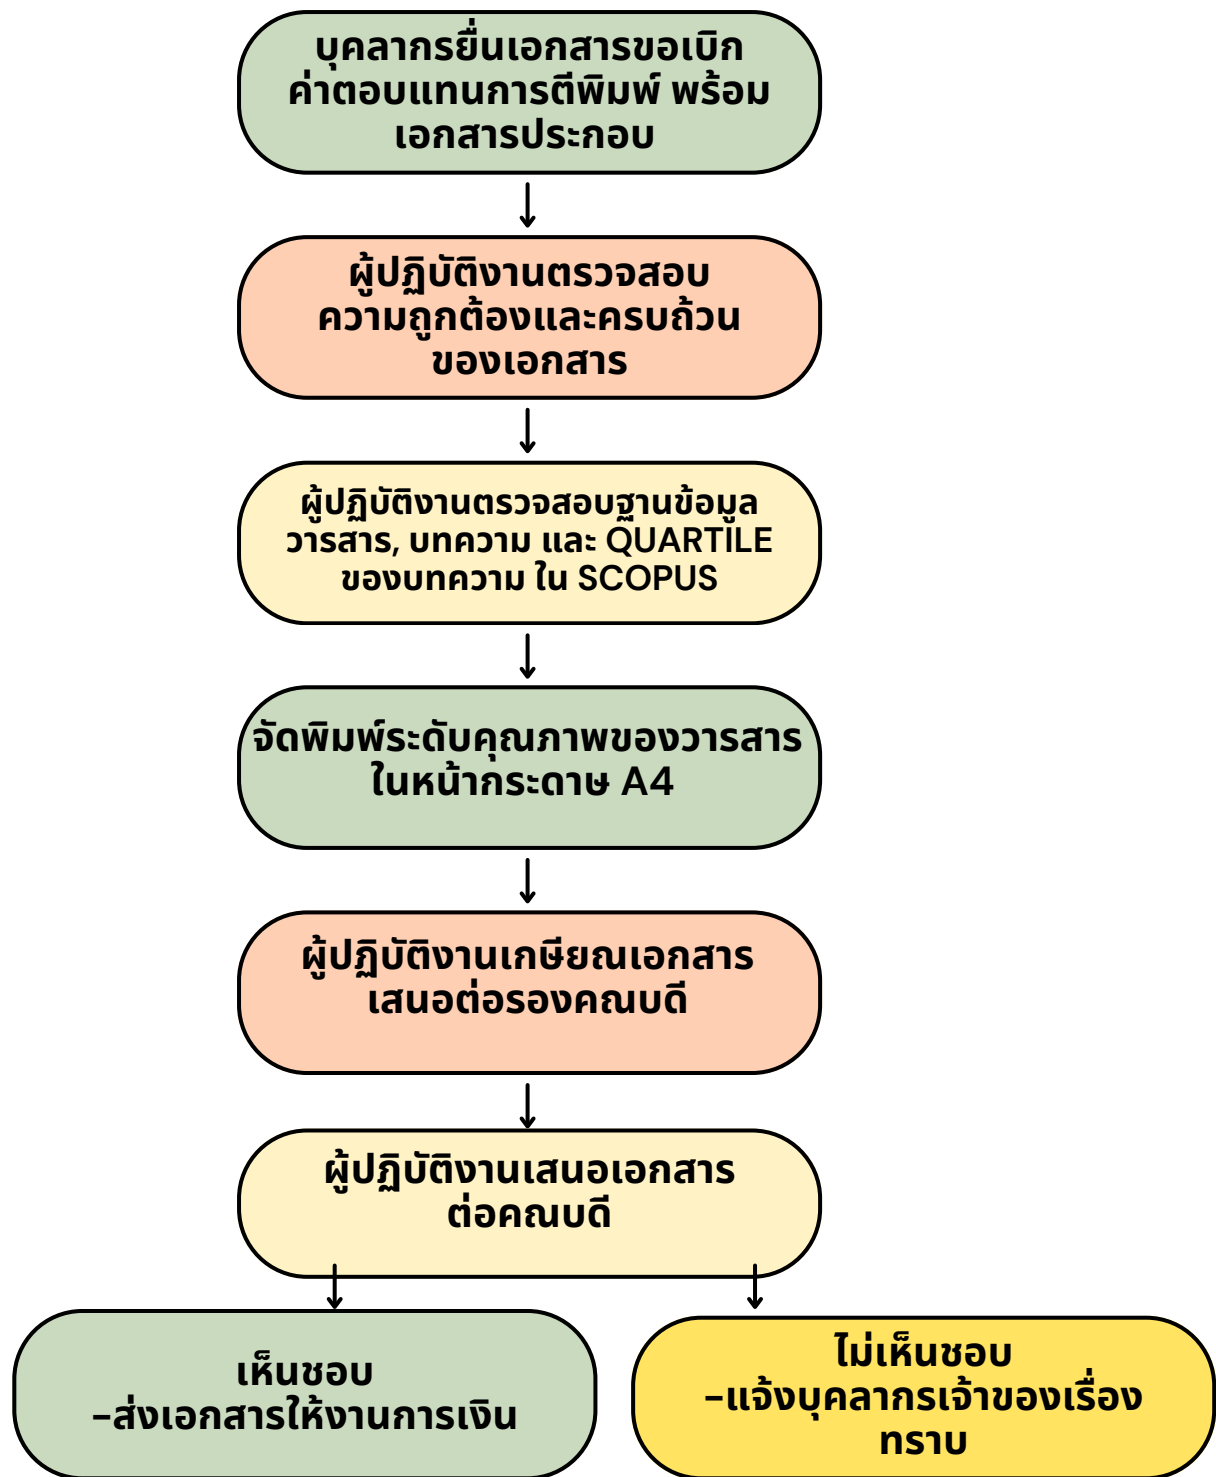 บุคลากรยื่นเอกสารขอเบิก
ค่าตอบแทนการตีพิมพ์ พร้อม
เอกสารประกอบ
ผู้ปฏิบัติงานตรวจสอบ
ความถูกต้องและครบถ้วน
ของเอกสาร
ผู้ปฏิบัติงานตรวจสอบฐานข้อมูล
วารสาร, บทความ และ QUARTILE
ของบทความ ใน SCOPUS
จัดพิมพ์ระดับคุณภาพของวารสาร
ในหน้ากระดาษ A4
ผู้ปฏิบัติงานเกษียณเอกสาร
เสนอต่อรองคณบดี
ผู้ปฏิบัติงานเสนอเอกสาร
ต่อคณบดี
เห็นชอบ
-ส่งเอกสารให้งานการเงิน
ไม่เห็นชอบ
-แจ้งบุคลากรเจ้าของเรื่อง
ทราบ